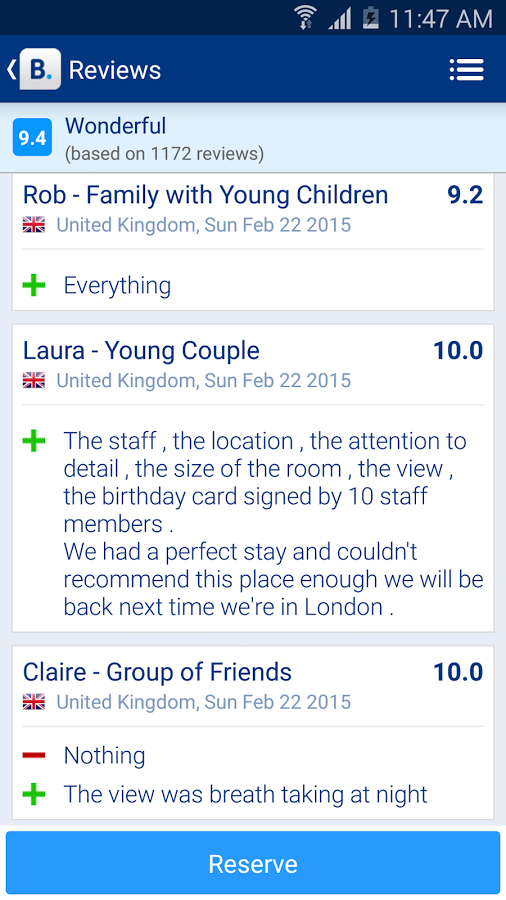 11:47 AM
B. Reviews
9.4 Wonderful
(based on 1172 reviews)
Rob - Family with Young Children 9.2
United Kingdom, Sun Feb 22 2015
Everything
Laura - Young Couple 10.0
United Kingdom, Sun Feb 22 2015
The staff , the location , the attention to
detail , the size of the room , the view ,
the birthday card signed by 10 staff
members .
We had a perfect stay and couldn't
recommend this place enough we will be
back next time we're in London .
Claire - Group of Friends 10.0
United Kingdom, Sun Feb 22 2015
Nothing
The view was breath taking at night
Reserve